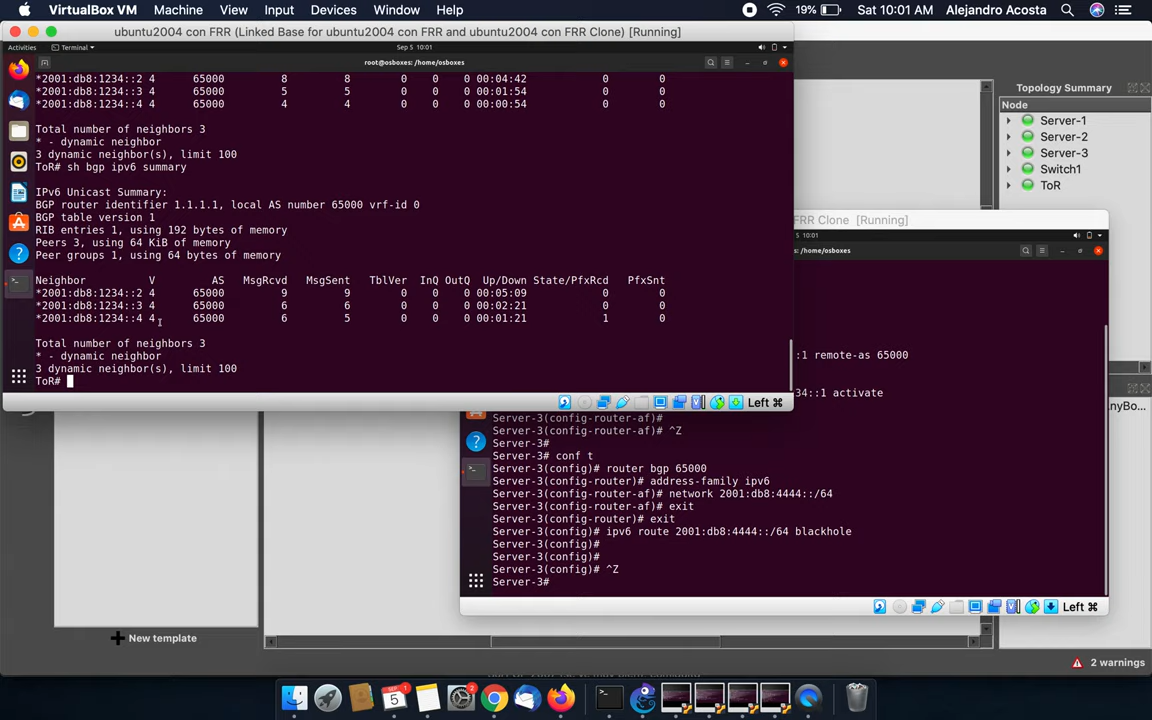 VirtualBox VM Machine View Input Devices Window Help 19% Sat 10:01 AM Alejandro Acosta
ubuntu2004 con FRR (Linked Base for ubuntu2004 con FRR and ubuntu2004 con FRR Clone) [Running]
Activities Terminal Sep 5 10:01
root@osboxes: /home/osboxes
*2001:db8:1234::2 4 65000 8 8 0 0 0 00:04:42 0 0
*2001:db8:1234::3 4 65000 5 5 0 0 0 00:01:54 0 0
*2001:db8:1234::4 4 65000 4 4 0 0 0 00:00:54 0 0
Total number of neighbors 3
* - dynamic neighbor
3 dynamic neighbor(s), limit 100
ToR# sh bgp ipv6 summary
IPv6 Unicast Summary:
BGP router identifier 1.1.1.1, local AS number 65000 vrf-id 0
BGP table version 1
RIB entries 1, using 192 bytes of memory
Peers 3, using 64 KiB of memory
Peer groups 1, using 64 bytes of memory
Neighbor V AS MsgRcvd MsgSent TblVer InQ OutQ Up/Down State/PfxRcd PfxSnt
*2001:db8:1234::2 4 65000 9 9 0 0 0 00:05:09 0 0
*2001:db8:1234::3 4 65000 6 6 0 0 0 00:02:21 0 0
*2001:db8:1234::4 4 65000 6 5 0 0 0 00:01:21 1 0
Total number of neighbors 3
* - dynamic neighbor
3 dynamic neighbor(s), limit 100
ToR#
Left ⌘
Topology Summary
Node
Server-1
Server-2
Server-3
Switch1
ToR
FRR Clone [Running]
5 10:01
: /home/osboxes
:1 remote-as 65000
34::1 activate
Server-3(config-router-af)#
Server-3(config-router-af)# ^Z
Server-3#
Server-3# conf t
Server-3(config)# router bgp 65000
Server-3(config-router)# address-family ipv6
Server-3(config-router-af)# network 2001:db8:4444::/64
Server-3(config-router-af)# exit
Server-3(config-router)# exit
Server-3(config)# ipv6 route 2001:db8:4444::/64 blackhole
Server-3(config)#
Server-3(config)#
Server-3(config)# ^Z
Server-3#
Left ⌘
nyBo...
New template
2 warnings